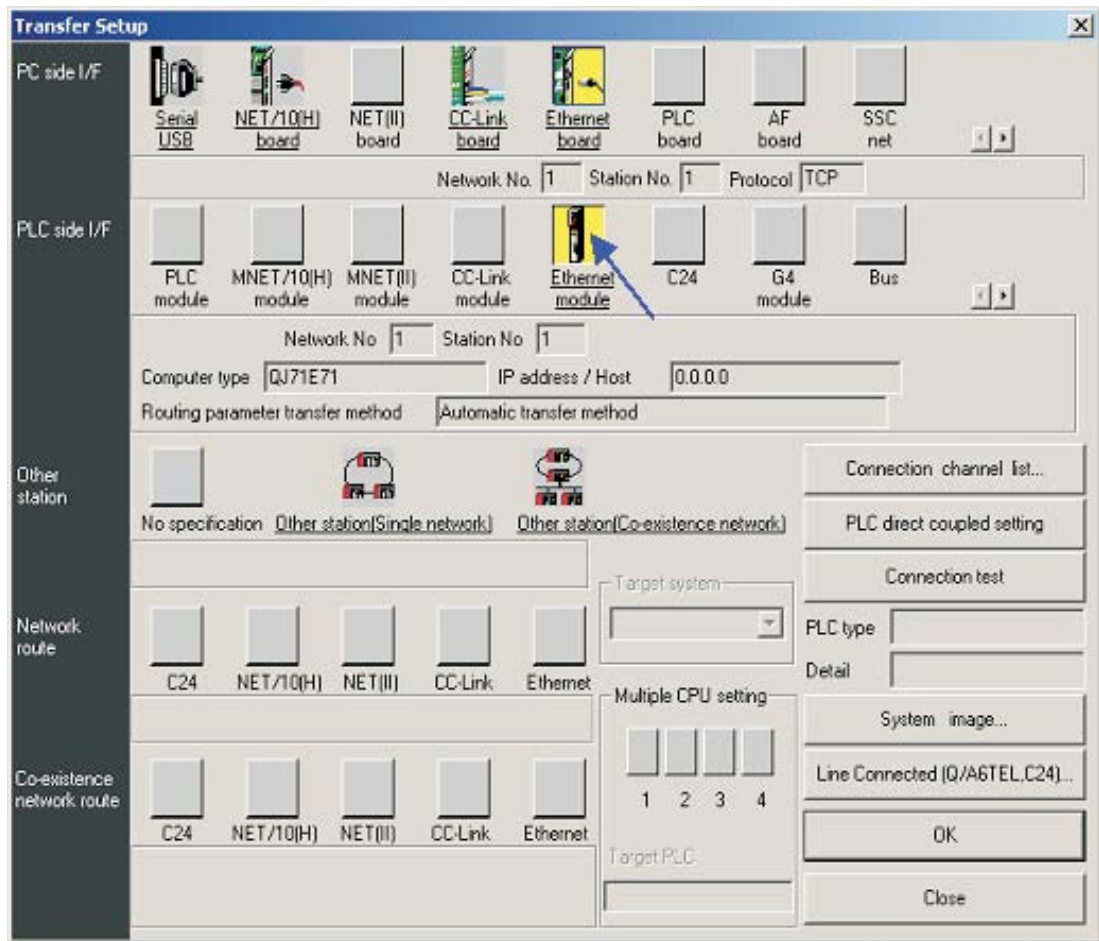 Transfer Setup
PC side I/F
Serial USB
NET/10(H) board
NET(II) board
CC-Link board
Ethernet board
PLC board
AF board
SSC net
Network No. 1 Station No. 1 Protocol TCP
PLC side I/F
PLC module
MNET/10(H) module
MNET(II) module
CC-Link module
Ethernet module
C24
G4 module
Bus
Network No 1 Station No 1
Computer type QJ71E71 IP address / Host 0.0.0.0
Routing parameter transfer method Automatic transfer method
Other station
No specification Other station(Single network) Other station(Co-existence network)
Connection channel list...
PLC direct coupled setting
Connection test
Target system
PLC type
Detail
Network route
C24 NET/10(H) NET(II) CC-Link Ethernet
Multiple CPU setting
1 2 3 4
System image...
Line Connected (Q/A6TEL,C24)...
Co-existence network route
C24 NET/10(H) NET(II) CC-Link Ethernet
Target PLC
OK
Close